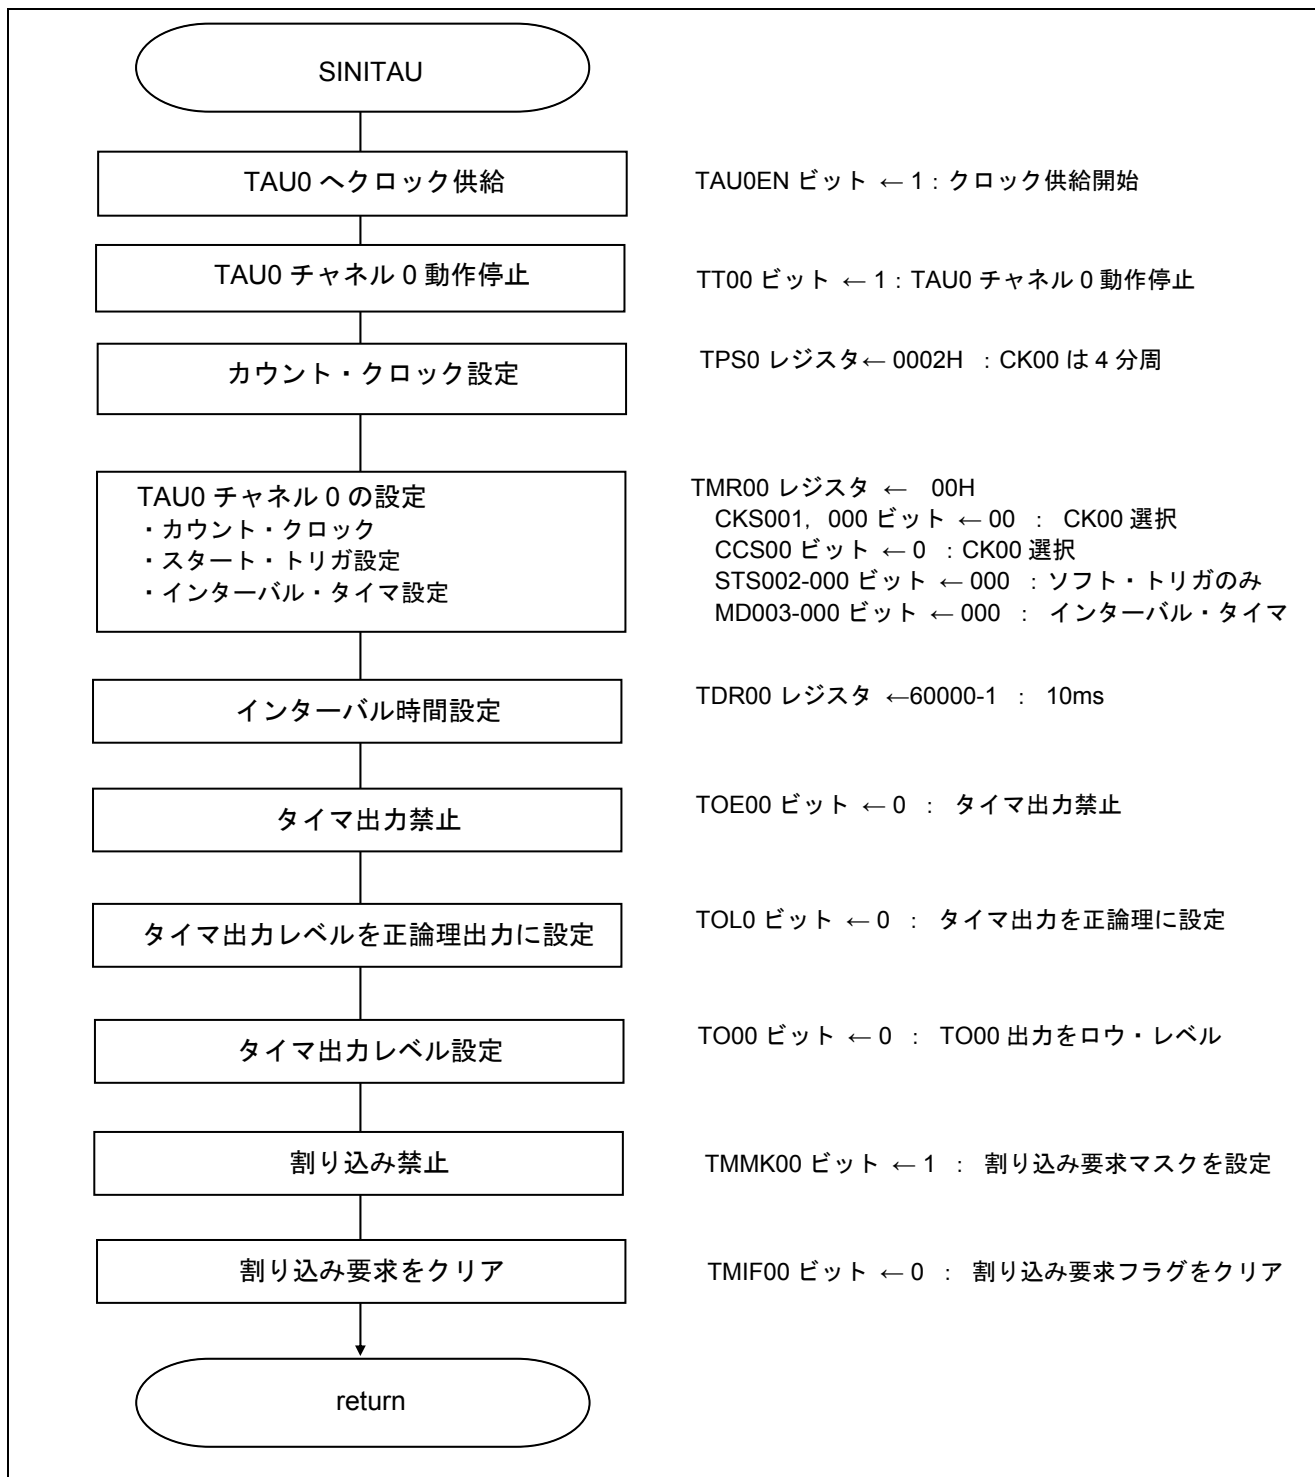 SINITAU
TAU0 へクロック供給
TAU0EN ビット ← 1 : クロック供給開始
TAU0 チャネル 0 動作停止
TT00 ビット ← 1 : TAU0 チャネル 0 動作停止
カウント・クロック設定
TPS0 レジスタ← 0002H : CK00 は 4 分周
TAU0 チャネル 0 の設定
・カウント・クロック
・スタート・トリガ設定
・インターバル・タイマ設定
TMR00 レジスタ ← 00H
CKS001, 000 ビット ← 00 : CK00 選択
CCS00 ビット ← 0 : CK00 選択
STS002-000 ビット ← 000 : ソフト・トリガのみ
MD003-000 ビット ← 000 : インターバル・タイマ
インターバル時間設定
TDR00 レジスタ ←60000-1 : 10ms
タイマ出力禁止
TOE00 ビット ← 0 : タイマ出力禁止
タイマ出力レベルを正論理出力に設定
TOL0 ビット ← 0 : タイマ出力を正論理に設定
タイマ出力レベル設定
TO00 ビット ← 0 : TO00 出力をロウ・レベル
割り込み禁止
TMMK00 ビット ← 1 : 割り込み要求マスクを設定
割り込み要求をクリア
TMIF00 ビット ← 0 : 割り込み要求フラグをクリア
return